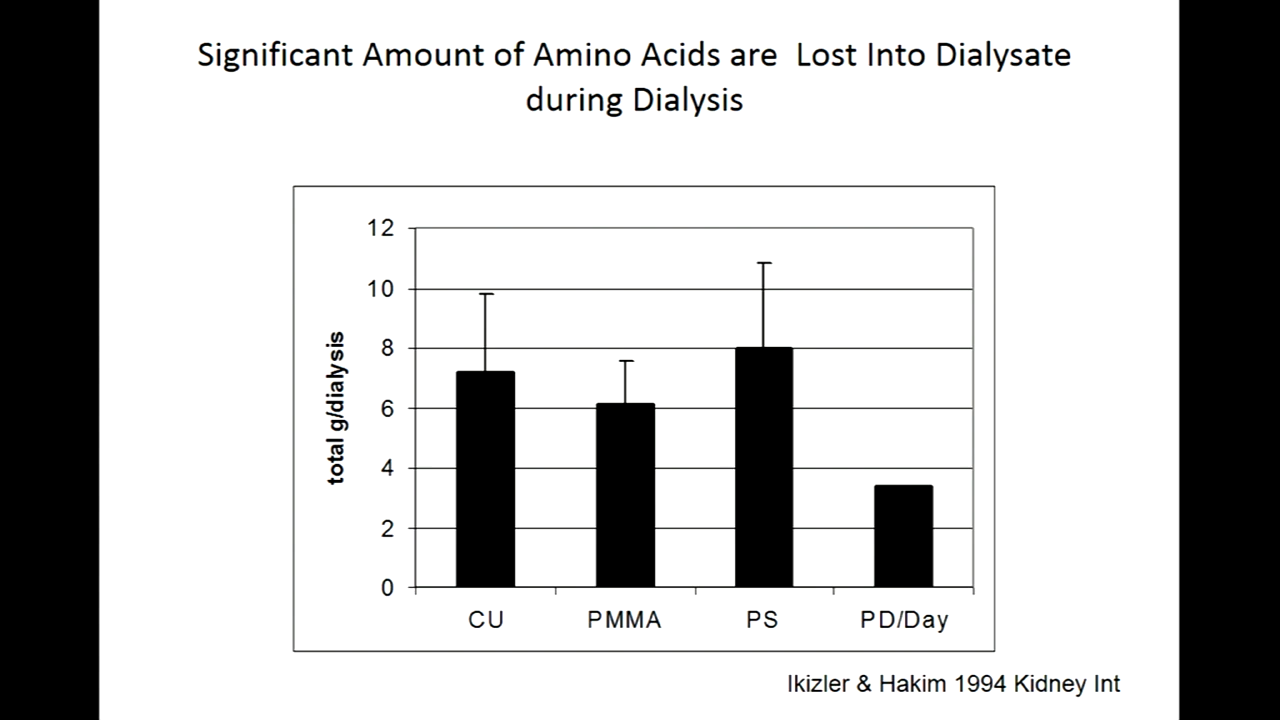 Significant Amount of Amino Acids are  Lost Into Dialysate
during Dialysis
12
10
8
6
4
2
0
total g/dialysis
CU PMMA PS PD/Day
Ikizler & Hakim 1994 Kidney Int